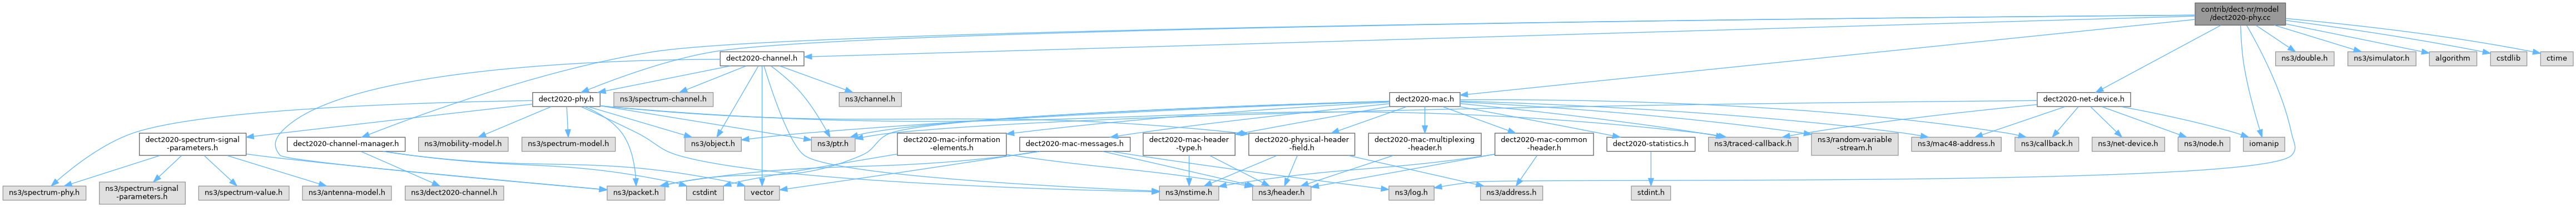 contrib/dect-nr/model
/dect2020-phy.cc
dect2020-channel.h
ns3/double.h
ns3/simulator.h
algorithm
cstdlib
ctime
dect2020-phy.h
ns3/spectrum-channel.h
ns3/channel.h
dect2020-mac.h
dect2020-net-device.h
dect2020-spectrum-signal
-parameters.h
dect2020-channel-manager.h
ns3/mobility-model.h
ns3/spectrum-model.h
ns3/object.h
ns3/ptr.h
dect2020-mac-information
-elements.h
dect2020-mac-messages.h
dect2020-mac-header
-type.h
dect2020-physical-header
-field.h
dect2020-mac-multiplexing
-header.h
dect2020-mac-common
-header.h
dect2020-statistics.h
ns3/traced-callback.h
ns3/random-variable
-stream.h
ns3/mac48-address.h
ns3/callback.h
ns3/net-device.h
ns3/node.h
iomanip
ns3/spectrum-phy.h
ns3/spectrum-signal
-parameters.h
ns3/spectrum-value.h
ns3/antenna-model.h
ns3/dect2020-channel.h
ns3/packet.h
cstdint
vector
ns3/nstime.h
ns3/header.h
ns3/log.h
ns3/address.h
stdint.h